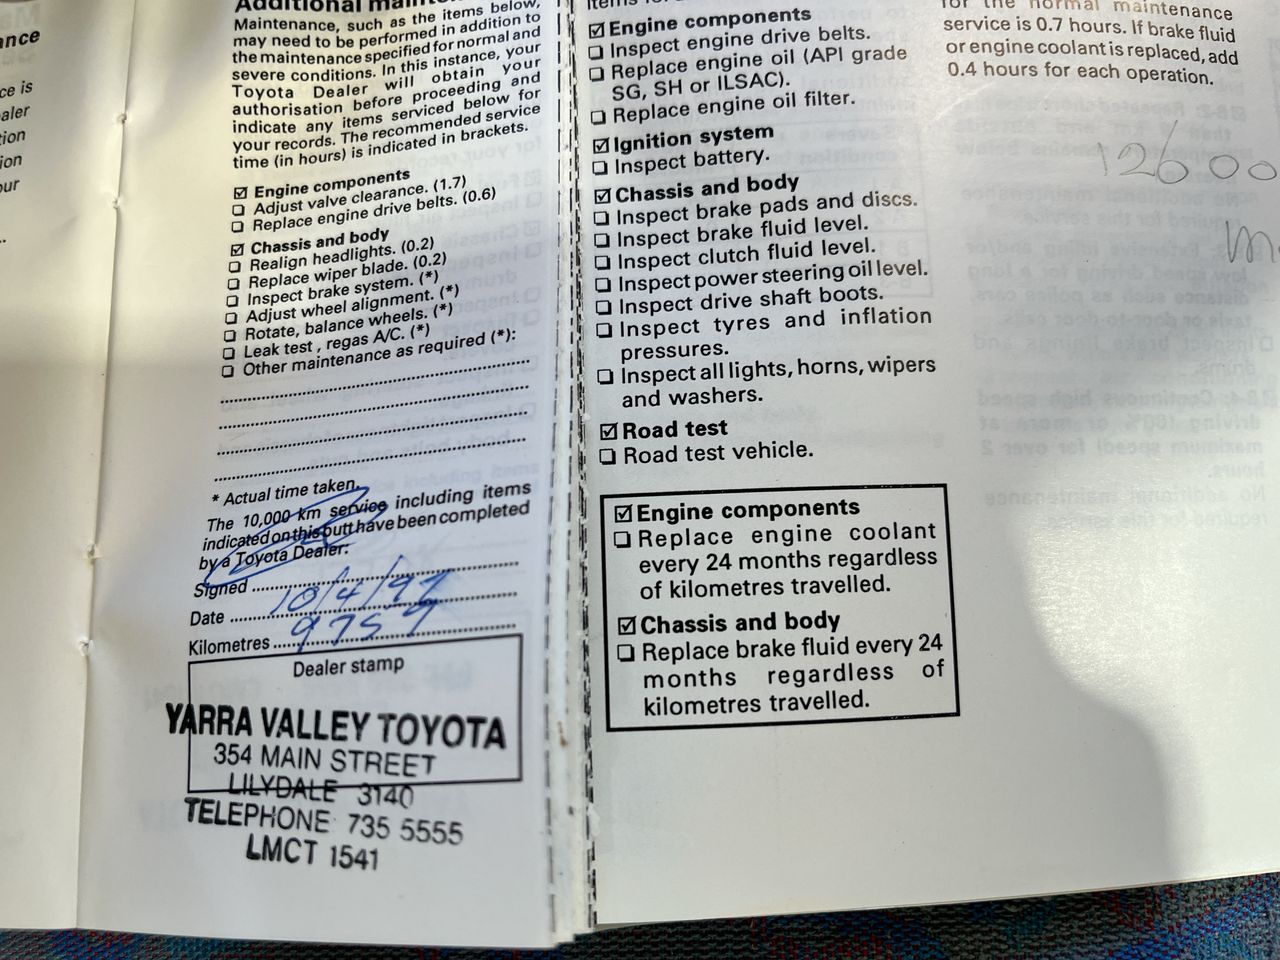 nce
ce is
aler
tion
ion
our
Additional
Maintenance, such as the items below,
may need to be performed in addition to
the maintenance specified for normal and
severe conditions. In this instance, your
Toyota Dealer will obtain your
authorisation before proceeding and
indicate any items serviced below for
your records. The recommended service
time (in hours) is indicated in brackets.
☑ Engine components
❏ Adjust valve clearance. (1.7)
❏ Replace engine drive belts. (0.6)
☑ Chassis and body
❏ Realign headlights. (0.2)
❏ Replace wiper blade. (0.2)
❏ Inspect brake system. (*)
❏ Adjust wheel alignment. (*)
❏ Rotate, balance wheels. (*)
❏ Leak test, regas A/C. (*)
❏ Other maintenance as required (*):
* Actual time taken.
The 10,000 km service including items
indicated on this butt have been completed
by a Toyota Dealer:
Signed
Date 10/4/97
Kilometres 9759
Dealer stamp
YARRA VALLEY TOYOTA
354 MAIN STREET
LILYDALE 3140
TELEPHONE 735 5555
LMCT 1541
☑ Engine components
❏ Inspect engine drive belts.
❏ Replace engine oil (API grade
SG, SH or ILSAC).
❏ Replace engine oil filter.
☑ Ignition system
❏ Inspect battery.
☑ Chassis and body
❏ Inspect brake pads and discs.
❏ Inspect brake fluid level.
❏ Inspect clutch fluid level.
❏ Inspect power steering oil level.
❏ Inspect drive shaft boots.
❏ Inspect tyres and inflation
pressures.
❏ Inspect all lights, horns, wipers
and washers.
☑ Road test
❏ Road test vehicle.
☑ Engine components
❏ Replace engine coolant
every 24 months regardless
of kilometres travelled.
☑ Chassis and body
❏ Replace brake fluid every 24
months regardless of
kilometres travelled.
for the normal maintenance
service is 0.7 hours. If brake fluid
or engine coolant is replaced, add
0.4 hours for each operation.
12600